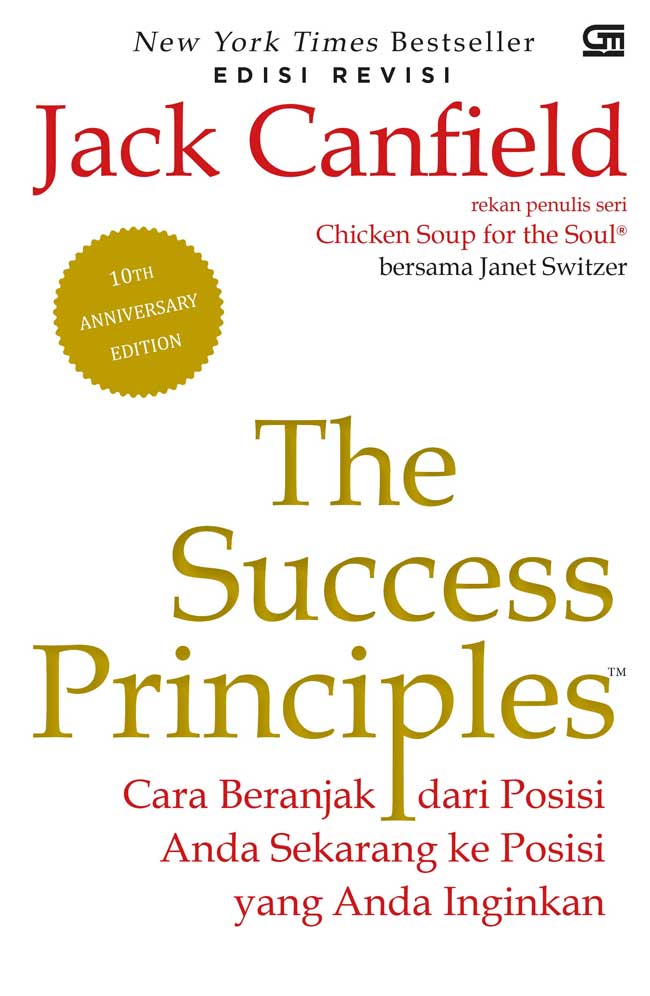 New York Times Bestseller
EDISI REVISI
Jack Canfield
rekan penulis seri
Chicken Soup for the Soul®
bersama Janet Switzer
10TH
ANNIVERSARY
EDITION
The
Success
Principles™
Cara Beranjak dari Posisi
Anda Sekarang ke Posisi
yang Anda Inginkan